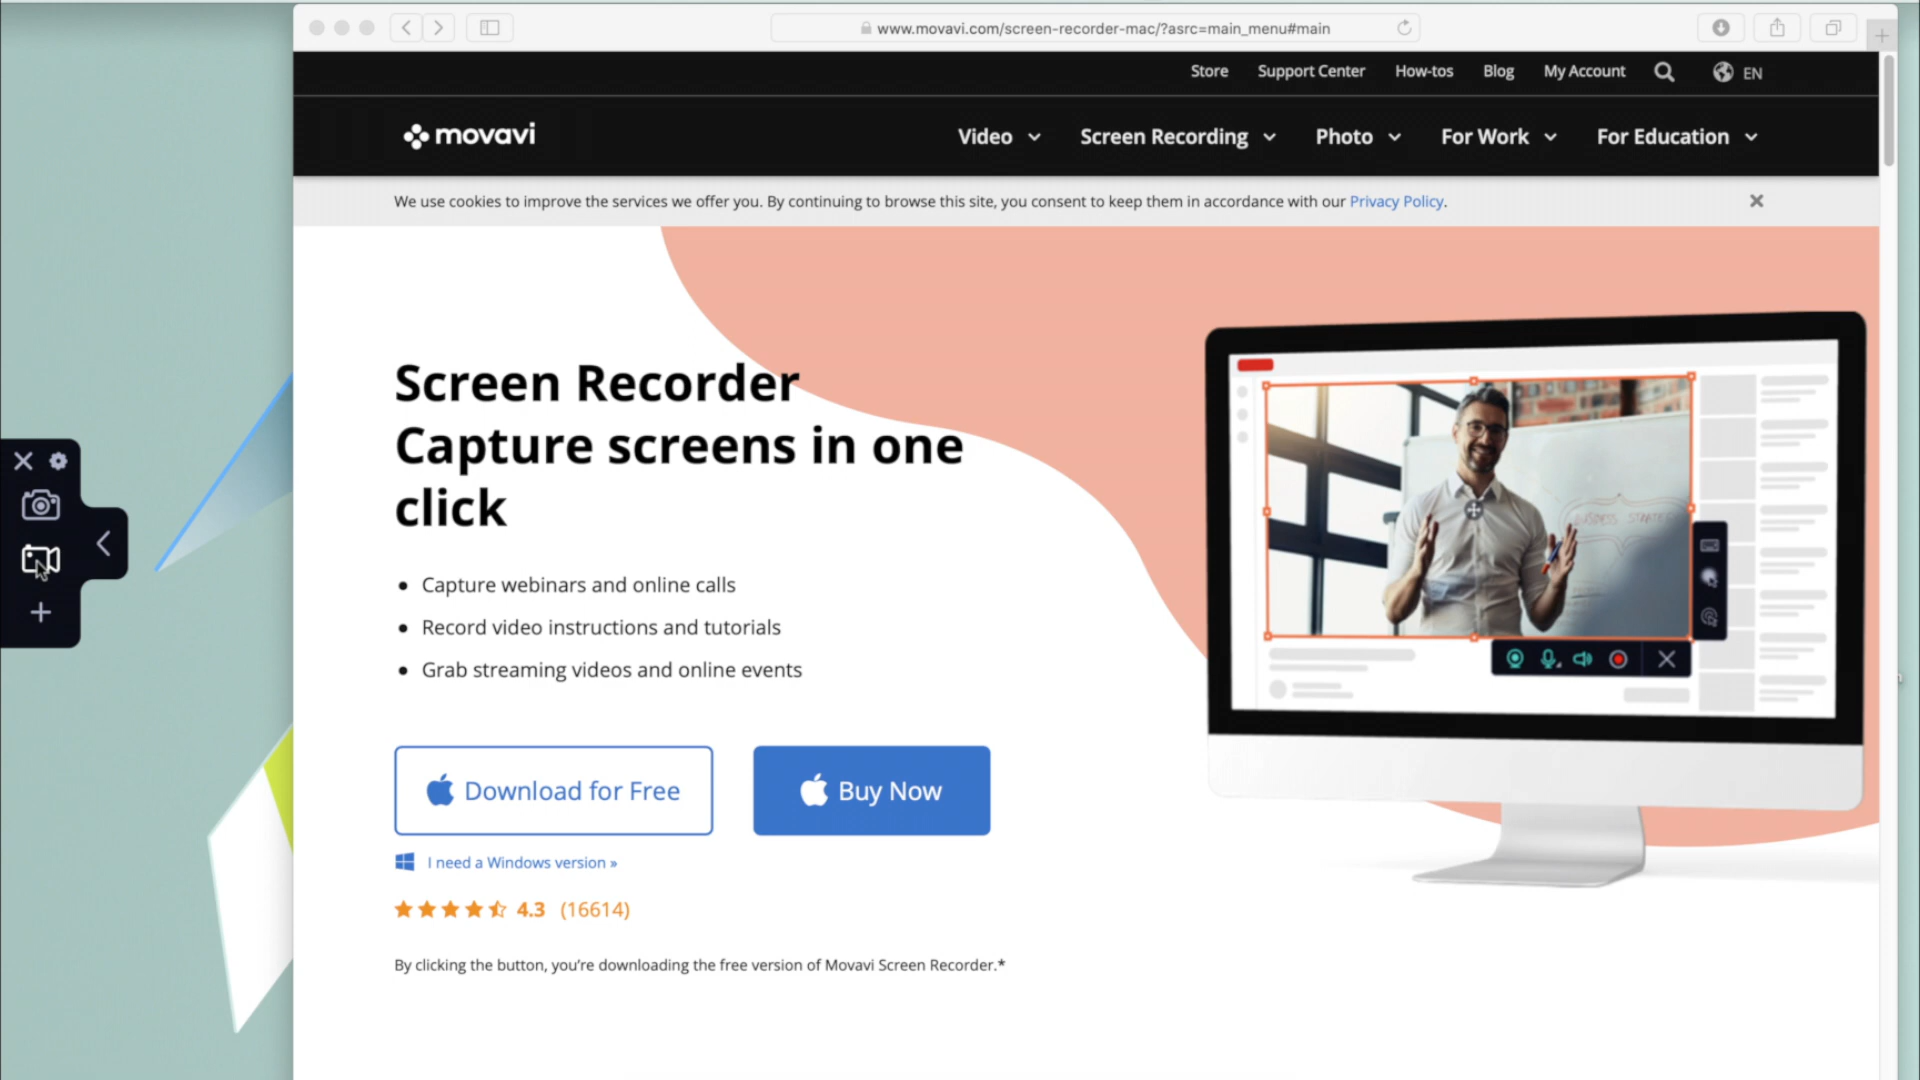 www.movavi.com/screen-recorder-mac/?asrc=main_menu#main
Store Support Center How-tos Blog My Account EN
movavi
Video Screen Recording Photo For Work For Education
We use cookies to improve the services we offer you. By continuing to browse this site, you consent to keep them in accordance with our Privacy Policy.
Screen Recorder
Capture screens in one
click
BUSINESS STRATEGY
• Capture webinars and online calls
• Record video instructions and tutorials
• Grab streaming videos and online events
Download for Free
Buy Now
I need a Windows version »
4.3 (16614)
By clicking the button, you’re downloading the free version of Movavi Screen Recorder.*